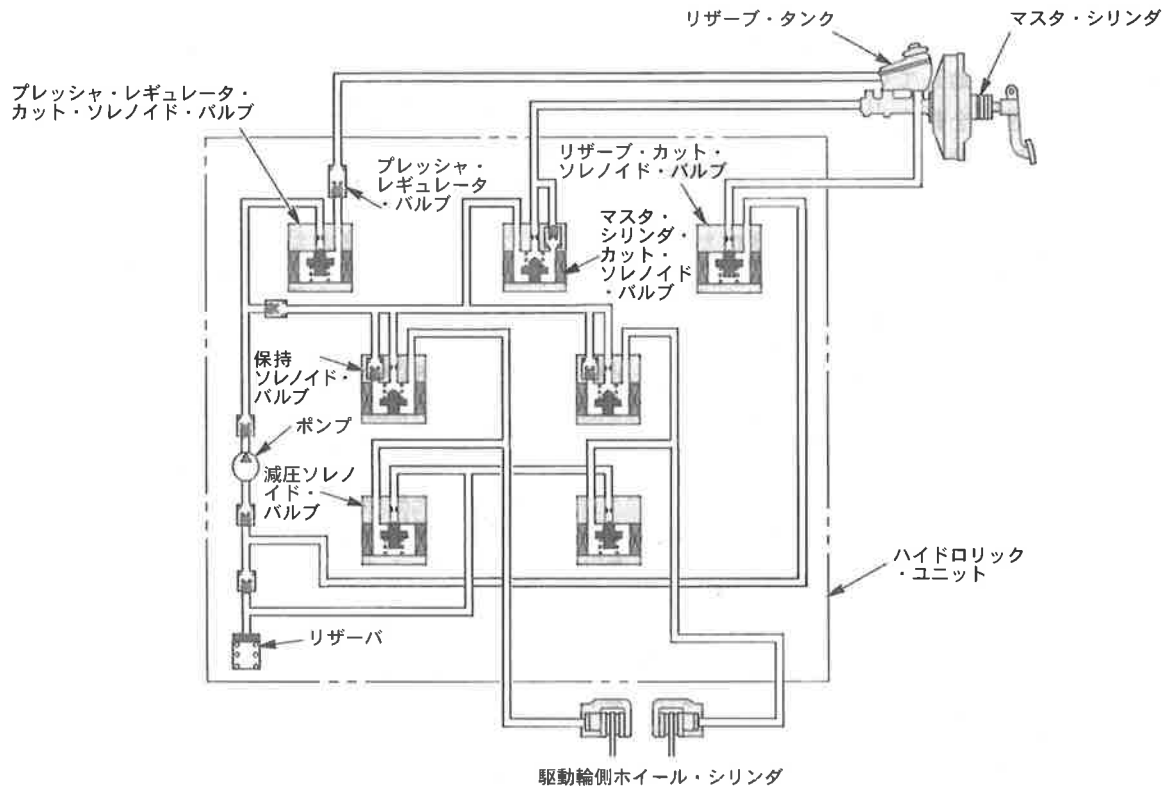 リザーブ・タンク
マスタ・シリンダ
プレッシャ・レギュレータ・
カット・ソレノイド・バルブ
プレッシャ・
レギュレータ
・バルブ
リザーブ・カット・
ソレノイド・バルブ
マスタ・
シリンダ・
カット・
ソレノイド
・バルブ
保持
ソレノイド・
バルブ
ポンプ
減圧ソレノ
イド・
バルブ
ハイドロリック
・ユニット
リザーバ
駆動輪側ホイール・シリンダ